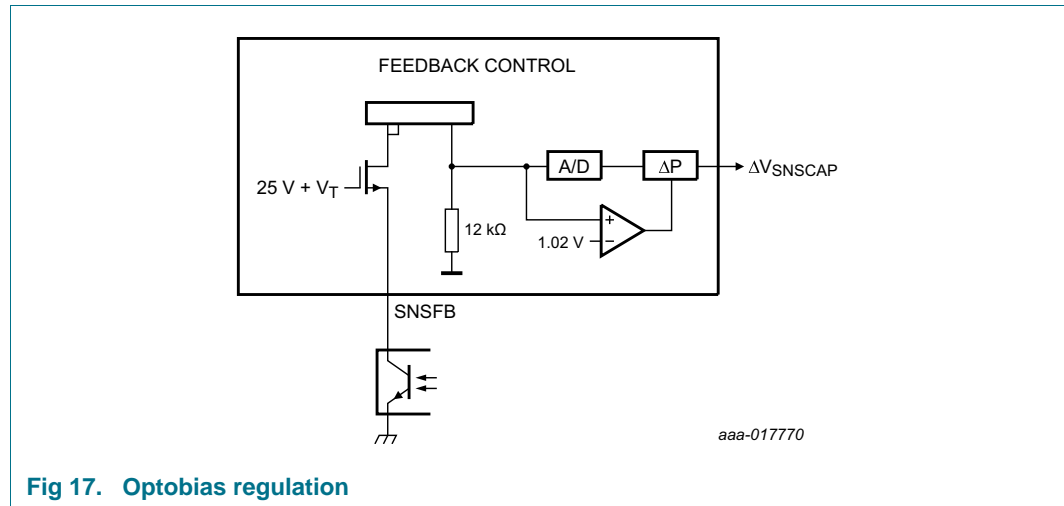 FEEDBACK CONTROL
25 V + VT
12 kΩ
A/D
ΔP
ΔVSNSCAP
+
1.02 V
−
SNSFB
aaa-017770
Fig 17. Optobias regulation